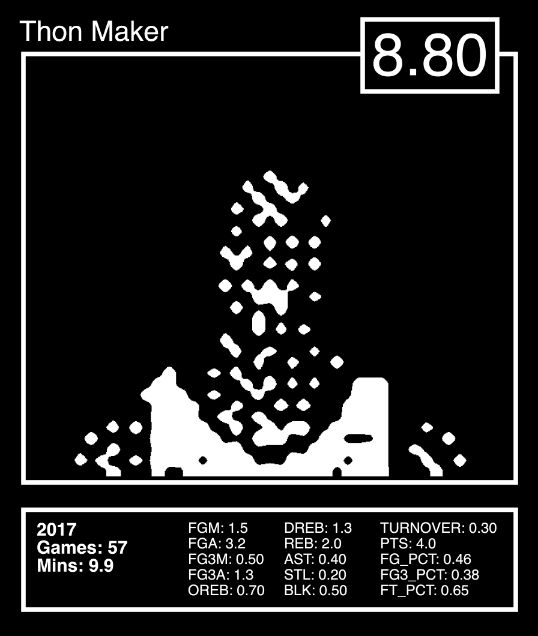 Thon Maker
8.80
2017
Games: 57
Mins: 9.9
FGM: 1.5
FGA: 3.2
FG3M: 0.50
FG3A: 1.3
OREB: 0.70
DREB: 1.3
REB: 2.0
AST: 0.40
STL: 0.20
BLK: 0.50
TURNOVER: 0.30
PTS: 4.0
FG_PCT: 0.46
FG3_PCT: 0.38
FT_PCT: 0.65